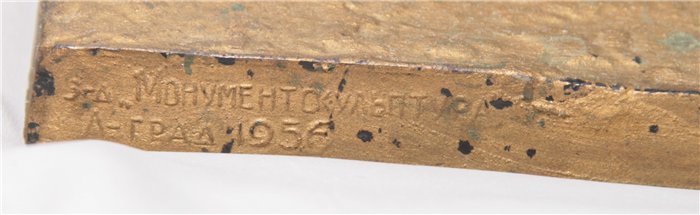 З-Д „МОНУМЕНТОСКУЛЬПТУРА
Л-ГРАД 1956